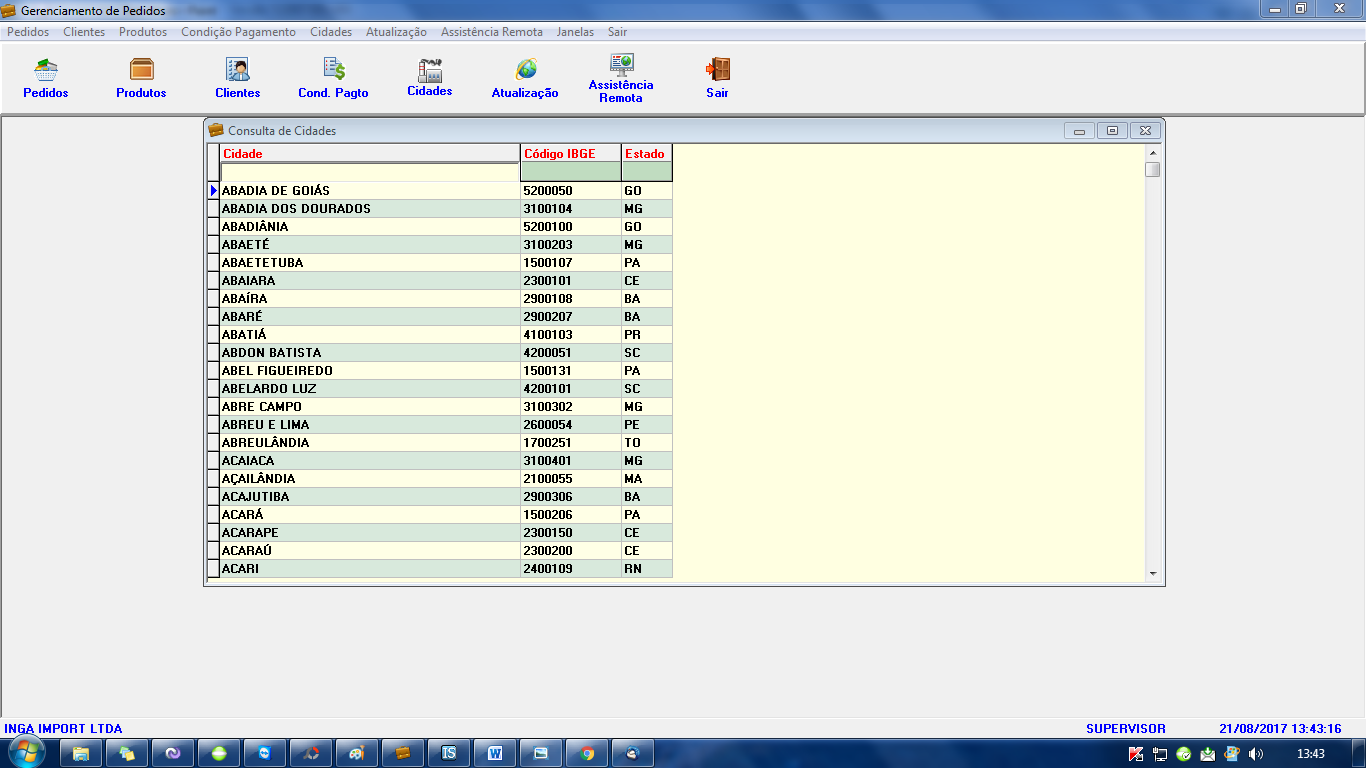 Gerenciamento de Pedidos
Pedidos Clientes Produtos Condição Pagamento Cidades Atualização Assistência Remota Janelas Sair
Pedidos Produtos Clientes Cond. Pagto Cidades Atualização Assistência Remota Sair
Consulta de Cidades
Cidade Código IBGE Estado
ABADIA DE GOIÁS 5200050 GO
ABADIA DOS DOURADOS 3100104 MG
ABADIÂNIA 5200100 GO
ABAETÉ 3100203 MG
ABAETETUBA 1500107 PA
ABAIARA 2300101 CE
ABAÍRA 2900108 BA
ABARÉ 2900207 BA
ABATIÁ 4100103 PR
ABDON BATISTA 4200051 SC
ABEL FIGUEIREDO 1500131 PA
ABELARDO LUZ 4200101 SC
ABRE CAMPO 3100302 MG
ABREU E LIMA 2600054 PE
ABREULÂNDIA 1700251 TO
ACAIACA 3100401 MG
AÇAILÂNDIA 2100055 MA
ACAJUTIBA 2900306 BA
ACARÁ 1500206 PA
ACARAPE 2300150 CE
ACARAÚ 2300200 CE
ACARI 2400109 RN
INGA IMPORT LTDA SUPERVISOR 21/08/2017 13:43:16
13:43